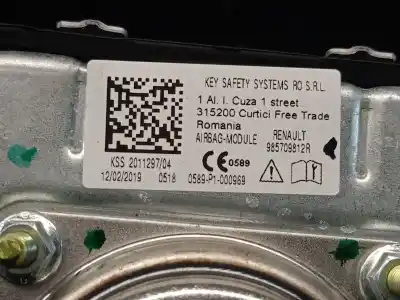 KEY SAFETY SYSTEMS RO S.R.L.
1 Al. I. Cuza 1 street
315200 Curtici Free Trade
Romania
AIRBAG-MODULE RENAULT
985709812R
KSS 2011297/04
CE 0589
12/02/2019 0518 0589-P1-000969